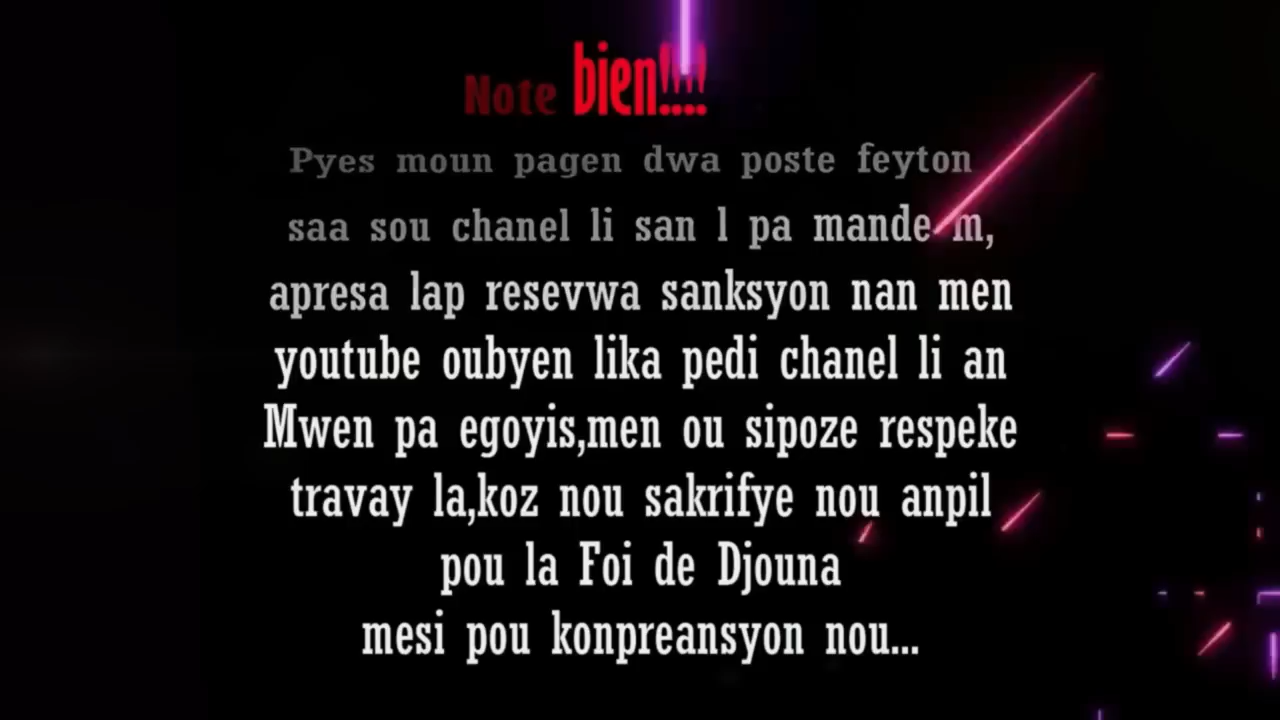 Note bien!!!!
Pyes moun pagen dwa poste feyton
saa sou chanel li san l pa mande m,
apresa lap resevwa sanksyon nan men
youtube oubyen lika pedi chanel li an
Mwen pa egoyis,men ou sipoze respeke
travay la,koz nou sakrifye nou anpil
pou la Foi de Djouna
mesi pou konpreansyon nou...